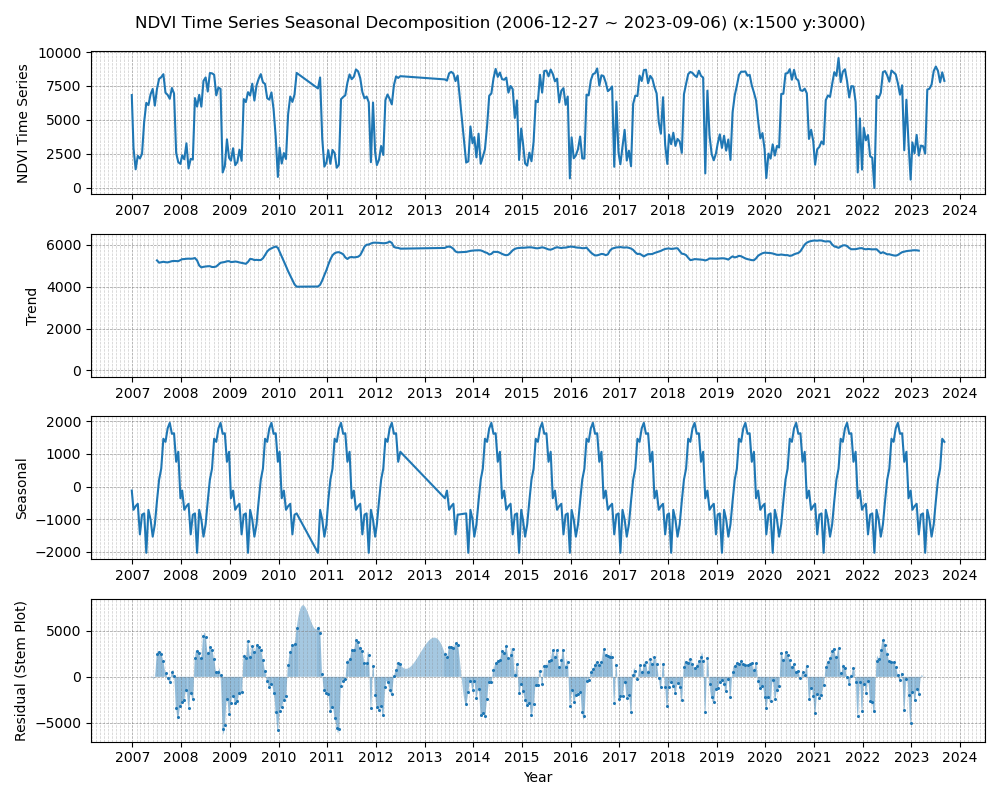 NDVI Time Series Seasonal Decomposition (2006-12-27 ~ 2023-09-06) (x:1500 y:3000)
NDVI Time Series
10000
7500
5000
2500
0
2007 2008 2009 2010 2011 2012 2013 2014 2015 2016 2017 2018 2019 2020 2021 2022 2023 2024
Trend
6000
4000
2000
0
2007 2008 2009 2010 2011 2012 2013 2014 2015 2016 2017 2018 2019 2020 2021 2022 2023 2024
Seasonal
2000
1000
0
−1000
−2000
2007 2008 2009 2010 2011 2012 2013 2014 2015 2016 2017 2018 2019 2020 2021 2022 2023 2024
Residual (Stem Plot)
5000
0
−5000
2007 2008 2009 2010 2011 2012 2013 2014 2015 2016 2017 2018 2019 2020 2021 2022 2023 2024
Year